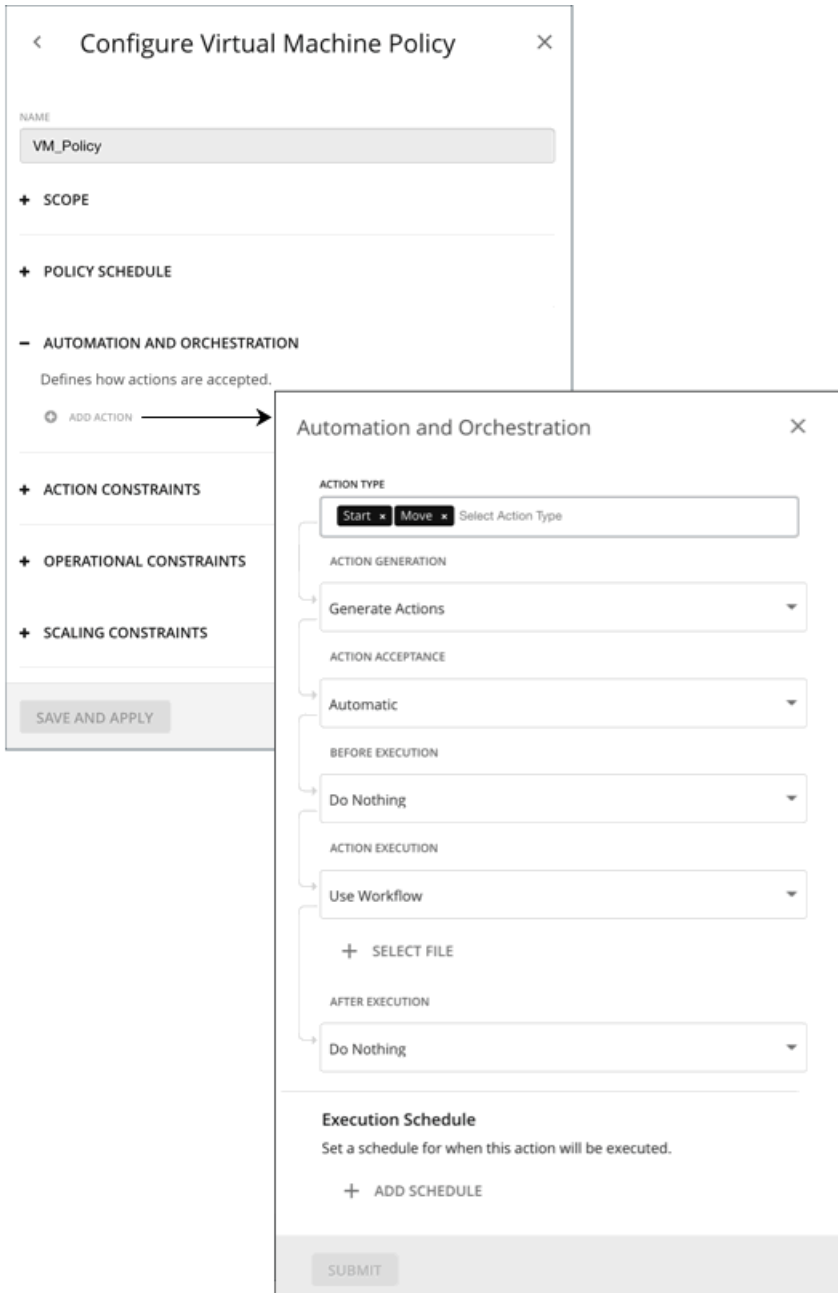 Configure Virtual Machine Policy
NAME
VM_Policy
SCOPE
POLICY SCHEDULE
AUTOMATION AND ORCHESTRATION
Defines how actions are accepted.
ADD ACTION
ACTION CONSTRAINTS
OPERATIONAL CONSTRAINTS
SCALING CONSTRAINTS
SAVE AND APPLY
Automation and Orchestration
ACTION TYPE
Start × Move × Select Action Type
ACTION GENERATION
Generate Actions
ACTION ACCEPTANCE
Automatic
BEFORE EXECUTION
Do Nothing
ACTION EXECUTION
Use Workflow
SELECT FILE
AFTER EXECUTION
Do Nothing
Execution Schedule
Set a schedule for when this action will be executed.
ADD SCHEDULE
SUBMIT